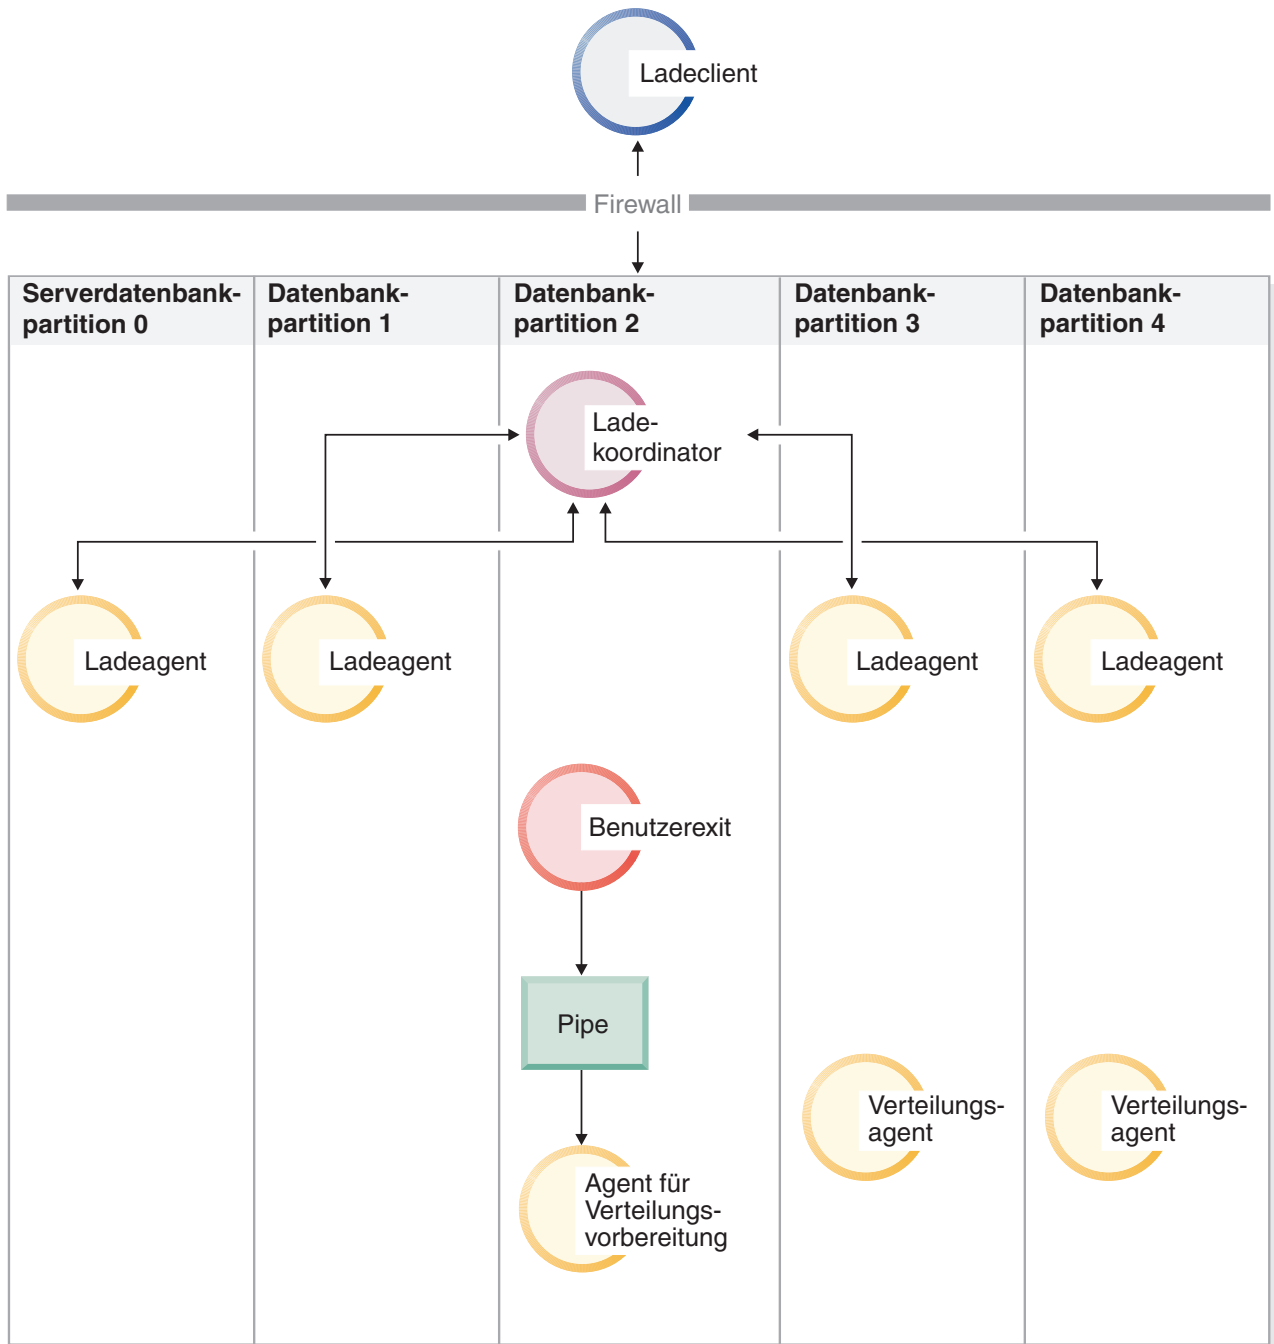 Ladeclient
Firewall
Serverdatenbank-
partition 0
Datenbank-
partition 1
Datenbank-
partition 2
Datenbank-
partition 3
Datenbank-
partition 4
Lade-
koordinator
Ladeagent
Ladeagent
Ladeagent
Ladeagent
Benutzerexit
Pipe
Verteilungs-
agent
Verteilungs-
agent
Agent für
Verteilungs-
vorbereitung